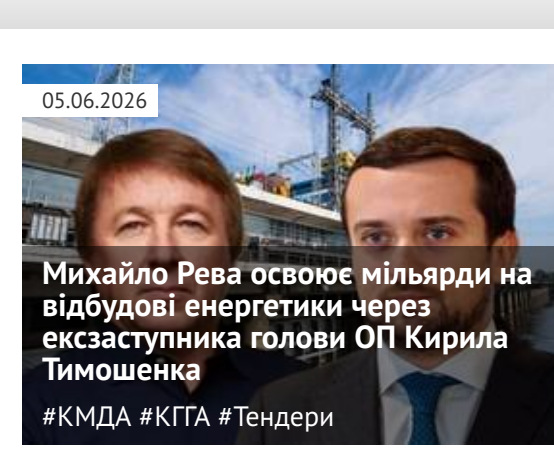 05.06.2026
Михайло Рева освоює мільярди на
відбудові енергетики через
ексзаступника голови ОП Кирила
Тимошенка
#КМДА #КГГА #Тендери